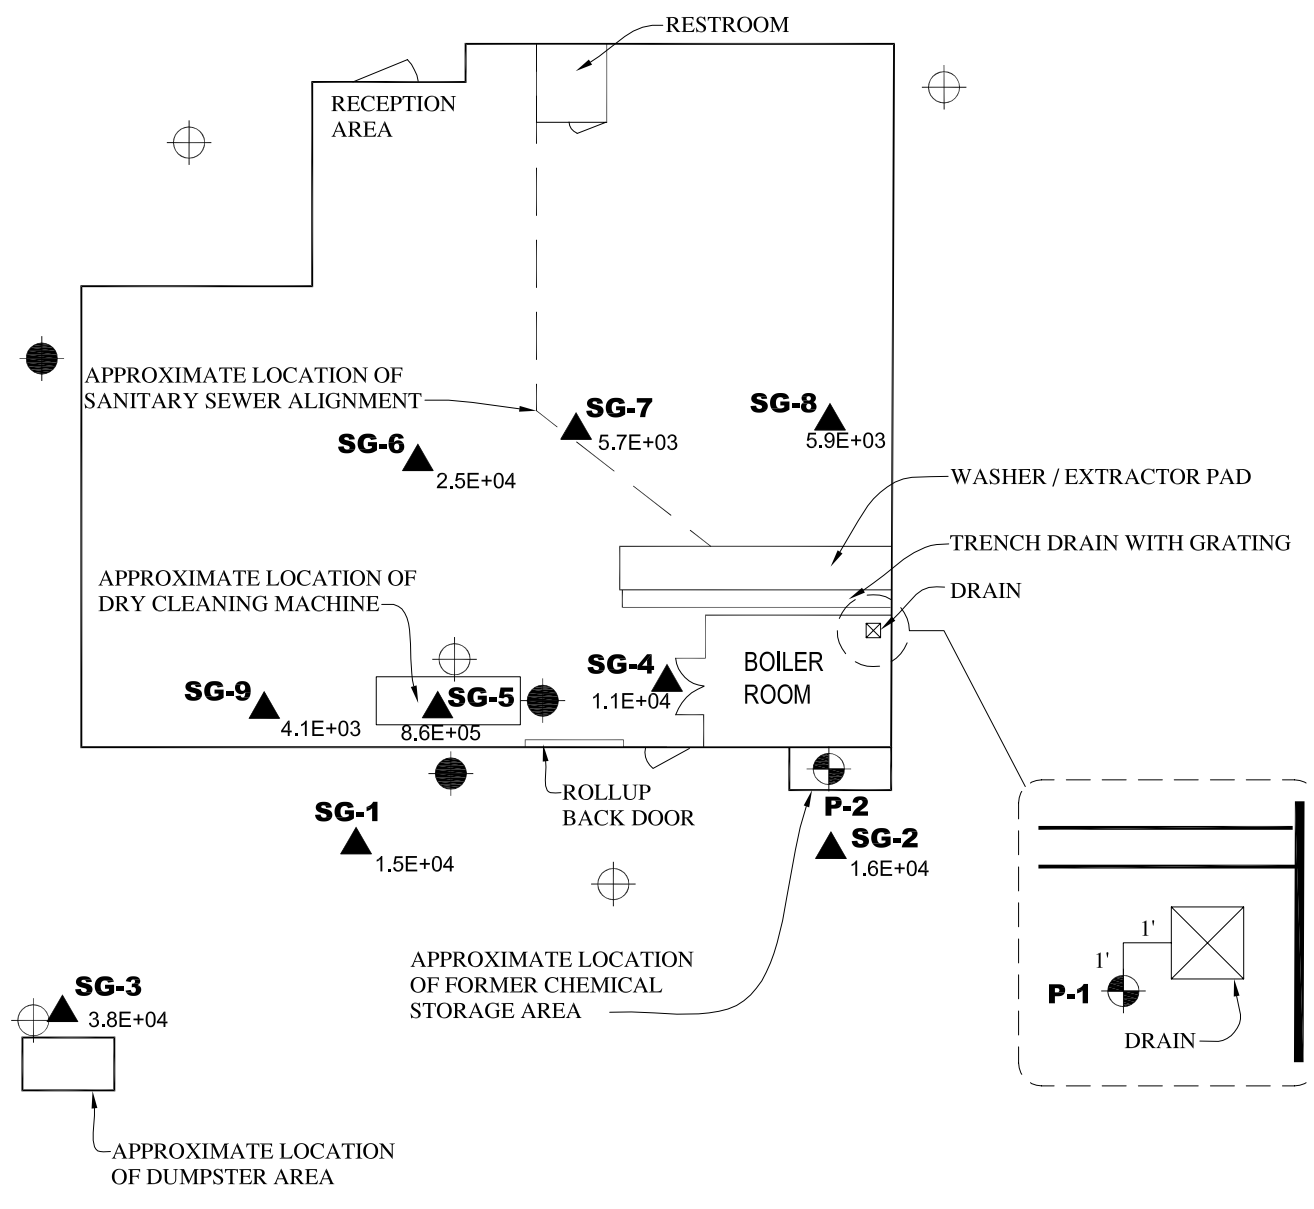 RESTROOM
RECEPTION
AREA
APPROXIMATE LOCATION OF
SANITARY SEWER ALIGNMENT
SG-7
5.7E+03
SG-8
5.9E+03
SG-6
2.5E+04
WASHER / EXTRACTOR PAD
TRENCH DRAIN WITH GRATING
DRAIN
APPROXIMATE LOCATION OF
DRY CLEANING MACHINE
SG-9
4.1E+03
SG-5
8.6E+05
SG-4
1.1E+04
BOILER
ROOM
ROLLUP
BACK DOOR
P-2
SG-1
1.5E+04
SG-2
1.6E+04
APPROXIMATE LOCATION
OF FORMER CHEMICAL
STORAGE AREA
1'
1'
P-1
DRAIN
SG-3
3.8E+04
APPROXIMATE LOCATION
OF DUMPSTER AREA